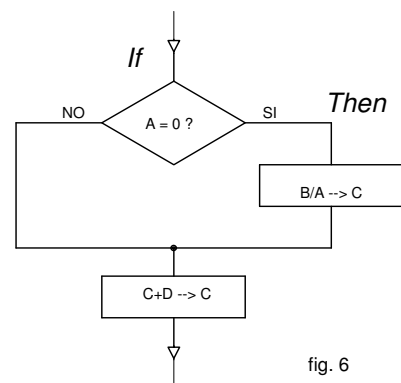 If
NO
A = 0 ?
SI
Then
B/A --> C
C+D --> C
fig. 6